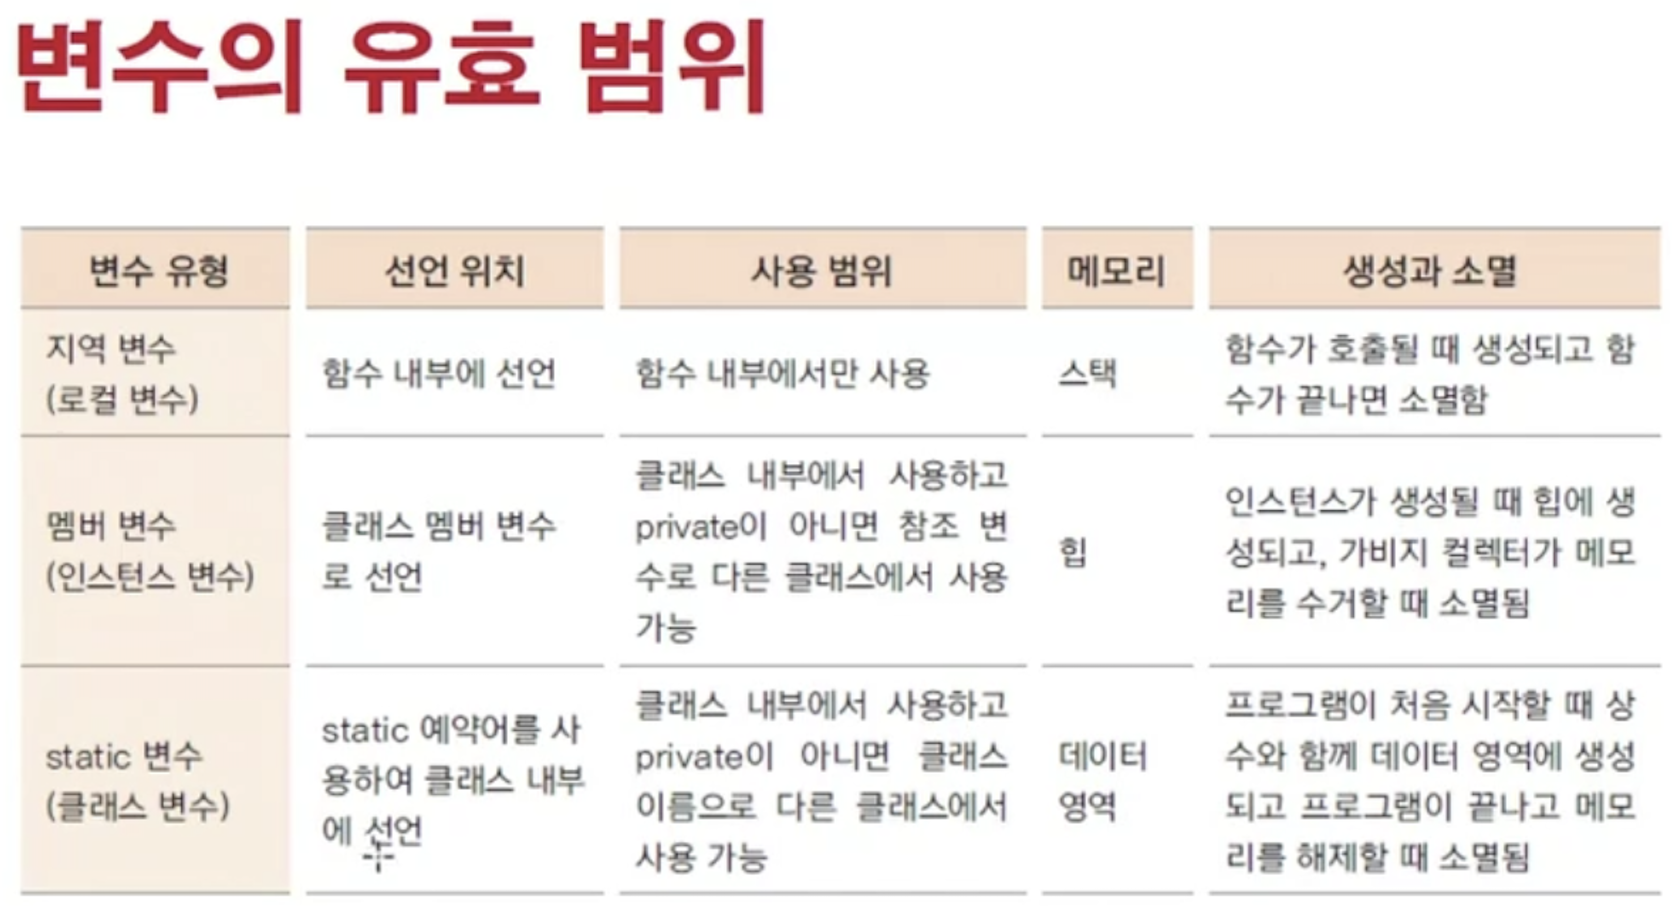 변수의 유효 범위
변수 유형
선언 위치
사용 범위
메모리
생성과 소멸
지역 변수
(로컬 변수)
함수 내부에 선언
함수 내부에서만 사용
스택
함수가 호출될 때 생성되고 함
수가 끝나면 소멸함
멤버 변수
(인스턴스 변수)
클래스 멤버 변수
로 선언
클래스 내부에서 사용하고
private이 아니면 참조 변
수로 다른 클래스에서 사용
가능
힙
인스턴스가 생성될 때 힙에 생
성되고, 가비지 컬렉터가 메모
리를 수거할 때 소멸됨
static 변수
(클래스 변수)
static 예약어를 사
용하여 클래스 내부
에 선언
클래스 내부에서 사용하고
private이 아니면 클래스
이름으로 다른 클래스에서
사용 가능
데이터
영역
프로그램이 처음 시작할 때 상
수와 함께 데이터 영역에 생성
되고 프로그램이 끝나고 메모
리를 해제할 때 소멸됨